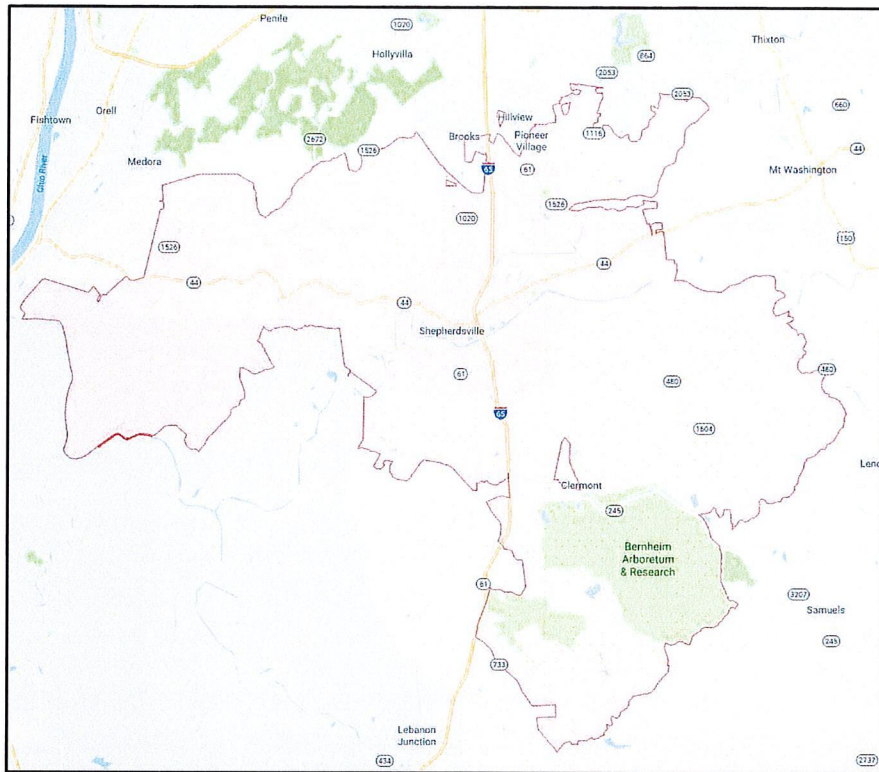 Penile
1020
Hollyvilla
864
Thixton
2053
2053
660
Fishtown
Orell
Hillview
Brooks
Pioneer
Village
1116
44
2672
1526
Medora
Ohio River
65
61
Mt Washington
1526
1020
150
1526
44
44
44
Shepherdsville
61
480
480
65
1604
Clermont
245
Bernheim
Arboretum
& Research
61
3207
Samuels
245
733
Lebanon
Junction
434
2737